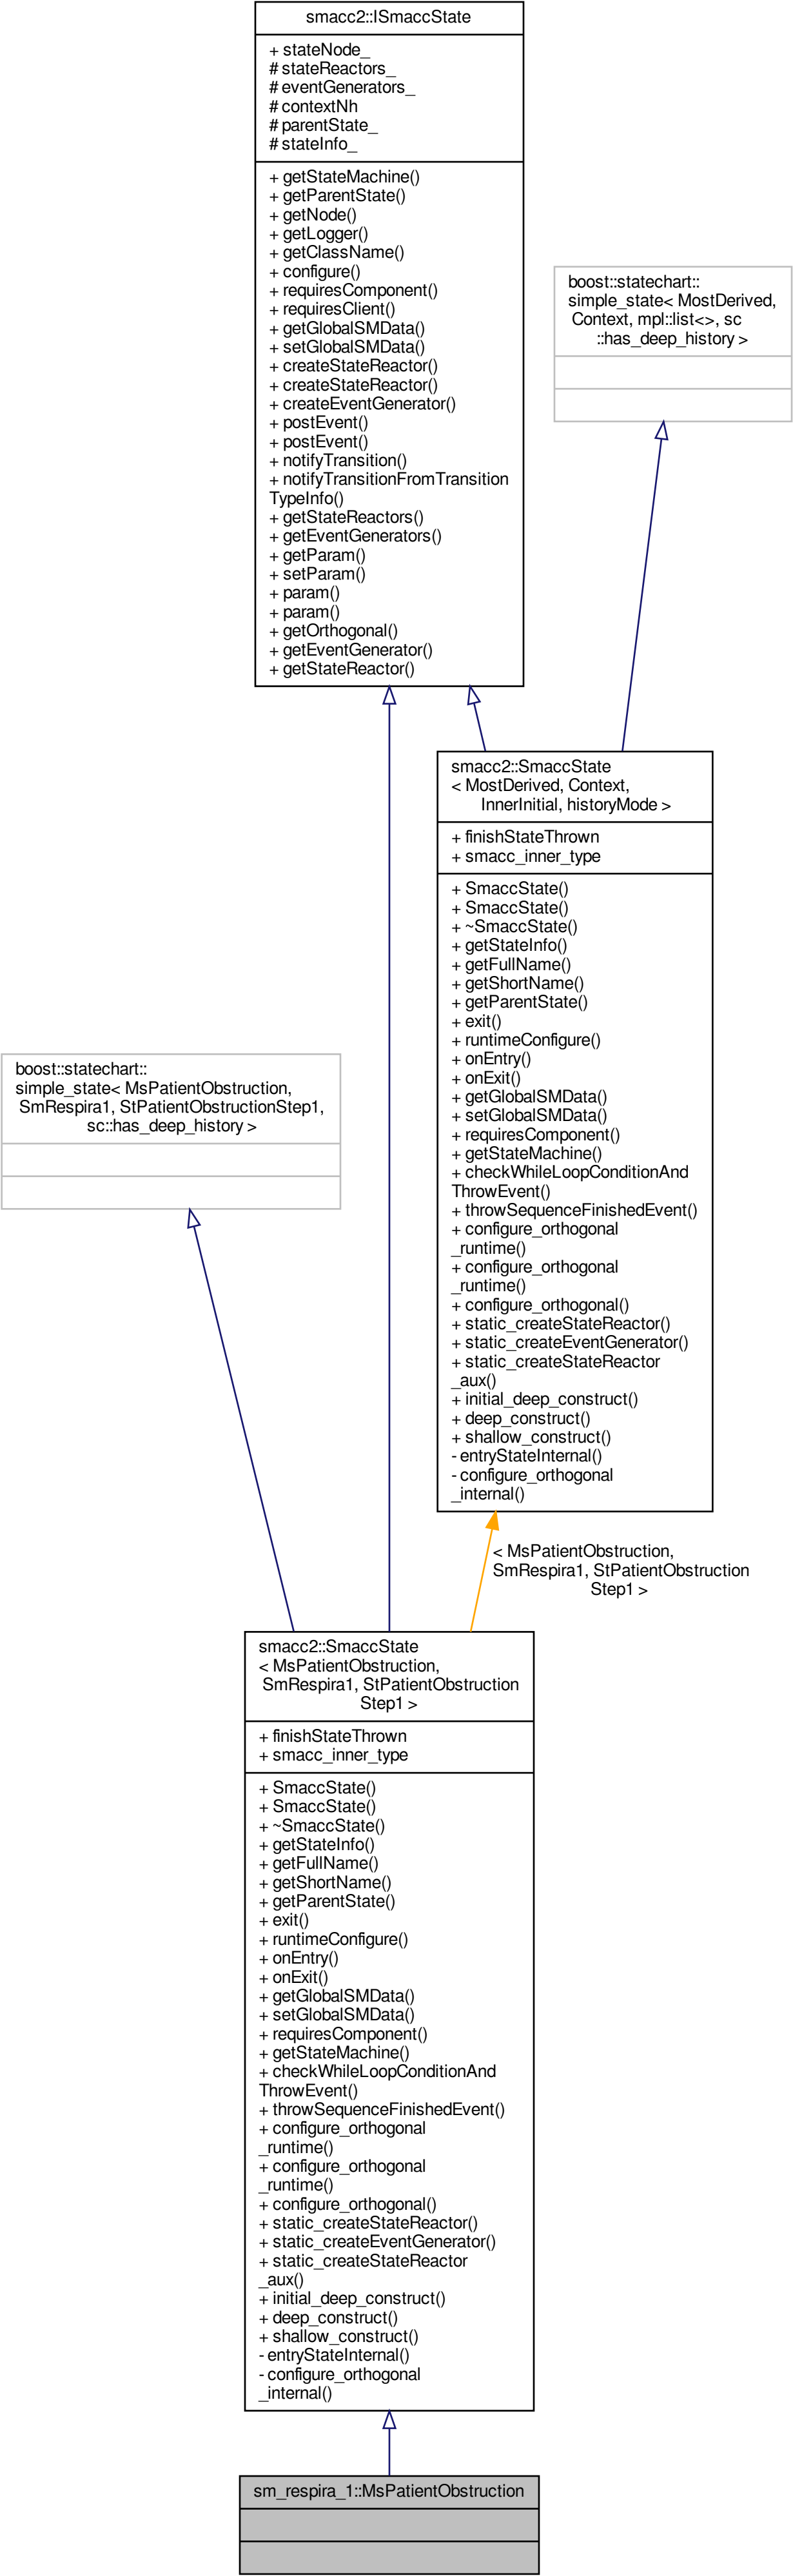 smacc2::ISmaccState
+ stateNode_
# stateReactors_
# eventGenerators_
# contextNh
# parentState_
# stateInfo_
+ getStateMachine()
+ getParentState()
+ getNode()
+ getLogger()
+ getClassName()
+ configure()
+ requiresComponent()
+ requiresClient()
+ getGlobalSMData()
+ setGlobalSMData()
+ createStateReactor()
+ createStateReactor()
+ createEventGenerator()
+ postEvent()
+ postEvent()
+ notifyTransition()
+ notifyTransitionFromTransition
TypeInfo()
+ getStateReactors()
+ getEventGenerators()
+ getParam()
+ setParam()
+ param()
+ param()
+ getOrthogonal()
+ getEventGenerator()
+ getStateReactor()
boost::statechart::
simple_state< MostDerived,
Context, mpl::list<>, sc
::has_deep_history >
smacc2::SmaccState
< MostDerived, Context,
InnerInitial, historyMode >
+ finishStateThrown
+ smacc_inner_type
+ SmaccState()
+ SmaccState()
+ ~SmaccState()
+ getStateInfo()
+ getFullName()
+ getShortName()
+ getParentState()
+ exit()
+ runtimeConfigure()
+ onEntry()
+ onExit()
+ getGlobalSMData()
+ setGlobalSMData()
+ requiresComponent()
+ getStateMachine()
+ checkWhileLoopConditionAnd
ThrowEvent()
+ throwSequenceFinishedEvent()
+ configure_orthogonal
_runtime()
+ configure_orthogonal
_runtime()
+ configure_orthogonal()
+ static_createStateReactor()
+ static_createEventGenerator()
+ static_createStateReactor
_aux()
+ initial_deep_construct()
+ deep_construct()
+ shallow_construct()
- entryStateInternal()
- configure_orthogonal
_internal()
boost::statechart::
simple_state< MsPatientObstruction,
SmRespira1, StPatientObstructionStep1,
sc::has_deep_history >
< MsPatientObstruction,
SmRespira1, StPatientObstruction
Step1 >
smacc2::SmaccState
< MsPatientObstruction,
SmRespira1, StPatientObstruction
Step1 >
+ finishStateThrown
+ smacc_inner_type
+ SmaccState()
+ SmaccState()
+ ~SmaccState()
+ getStateInfo()
+ getFullName()
+ getShortName()
+ getParentState()
+ exit()
+ runtimeConfigure()
+ onEntry()
+ onExit()
+ getGlobalSMData()
+ setGlobalSMData()
+ requiresComponent()
+ getStateMachine()
+ checkWhileLoopConditionAnd
ThrowEvent()
+ throwSequenceFinishedEvent()
+ configure_orthogonal
_runtime()
+ configure_orthogonal
_runtime()
+ configure_orthogonal()
+ static_createStateReactor()
+ static_createEventGenerator()
+ static_createStateReactor
_aux()
+ initial_deep_construct()
+ deep_construct()
+ shallow_construct()
- entryStateInternal()
- configure_orthogonal
_internal()
sm_respira_1::MsPatientObstruction